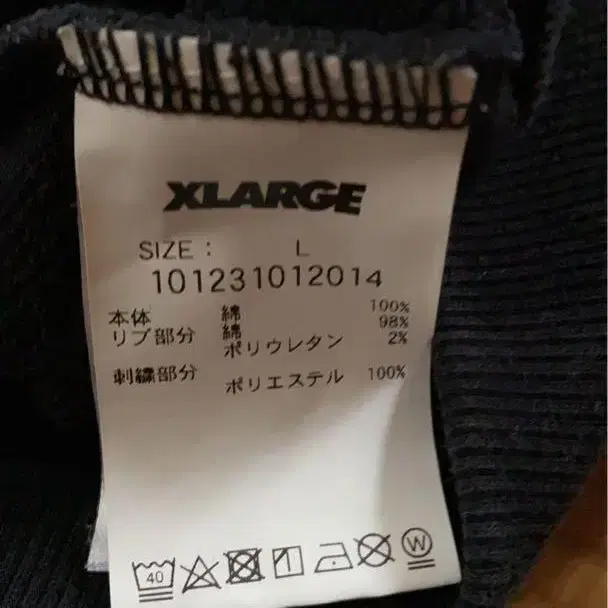 XLARGE
SIZE : L
101231012014
本体 綿 100%
リブ部分 綿 98%
ポリウレタン 2%
刺繍部分 ポリエステル 100%
40 W